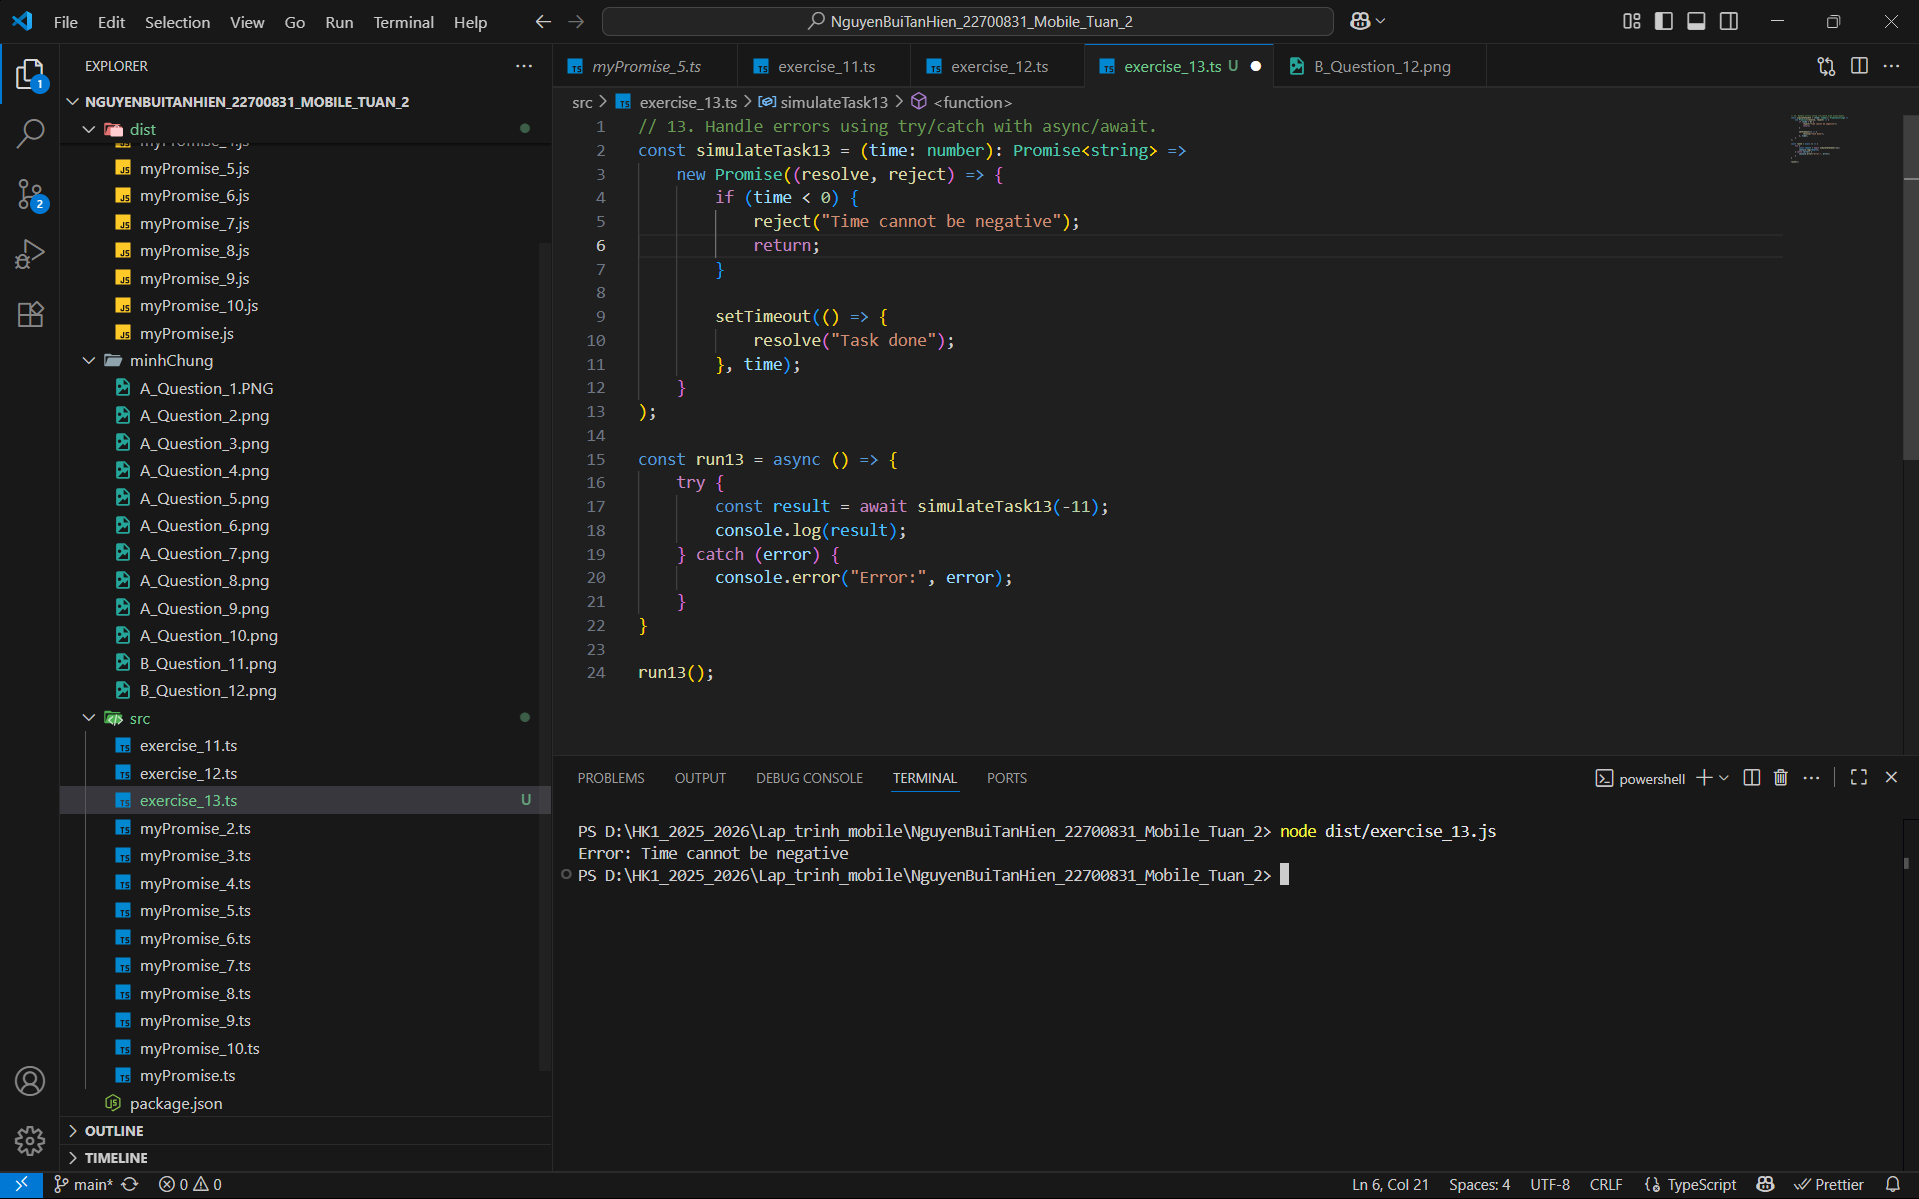 File Edit Selection View Go Run Terminal Help
NguyenBuiTanHien_22700831_Mobile_Tuan_2
EXPLORER
NGUYENBUITANHIEN_22700831_MOBILE_TUAN_2
dist
myPromise_4.js
myPromise_5.js
myPromise_6.js
myPromise_7.js
myPromise_8.js
myPromise_9.js
myPromise_10.js
myPromise.js
minhChung
A_Question_1.PNG
A_Question_2.png
A_Question_3.png
A_Question_4.png
A_Question_5.png
A_Question_6.png
A_Question_7.png
A_Question_8.png
A_Question_9.png
A_Question_10.png
B_Question_11.png
B_Question_12.png
src
exercise_11.ts
exercise_12.ts
exercise_13.ts U
myPromise_2.ts
myPromise_3.ts
myPromise_4.ts
myPromise_5.ts
myPromise_6.ts
myPromise_7.ts
myPromise_8.ts
myPromise_9.ts
myPromise_10.ts
myPromise.ts
package.json
OUTLINE
TIMELINE
1
2
myPromise_5.ts exercise_11.ts exercise_12.ts exercise_13.ts U B_Question_12.png
src > exercise_13.ts > simulateTask13 > <function>
1 // 13. Handle errors using try/catch with async/await.
2 const simulateTask13 = (time: number): Promise<string> =>
3 new Promise((resolve, reject) => {
4 if (time < 0) {
5 reject("Time cannot be negative");
6 return;
7 }
8
9 setTimeout(() => {
10 resolve("Task done");
11 }, time);
12 }
13 );
14
15 const run13 = async () => {
16 try {
17 const result = await simulateTask13(-11);
18 console.log(result);
19 } catch (error) {
20 console.error("Error:", error);
21 }
22 }
23
24 run13();
PROBLEMS OUTPUT DEBUG CONSOLE TERMINAL PORTS
powershell
PS D:\HK1_2025_2026\Lap_trinh_mobile\NguyenBuiTanHien_22700831_Mobile_Tuan_2> node dist/exercise_13.js
Error: Time cannot be negative
PS D:\HK1_2025_2026\Lap_trinh_mobile\NguyenBuiTanHien_22700831_Mobile_Tuan_2>
main* 0 0 Ln 6, Col 21 Spaces: 4 UTF-8 CRLF TypeScript Prettier